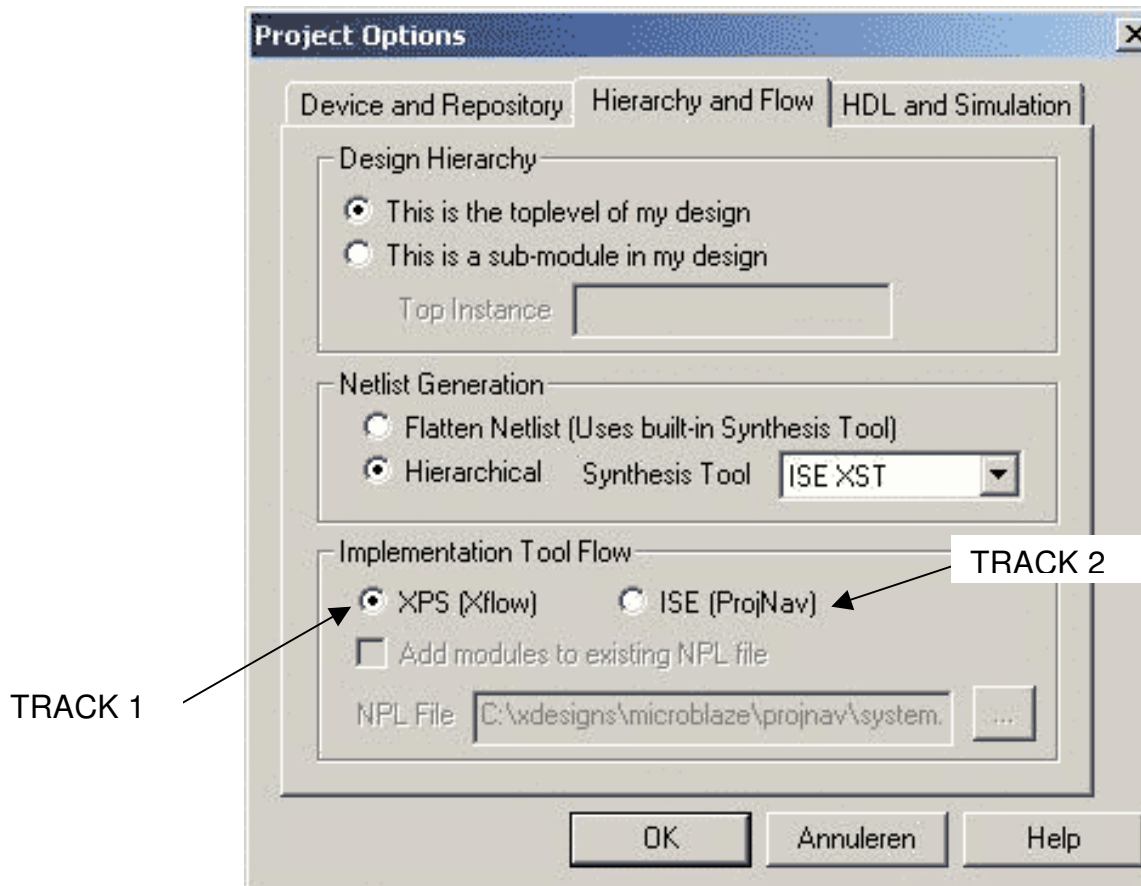 Project Options
Device and Repository
Hierarchy and Flow
HDL and Simulation
Design Hierarchy
This is the toplevel of my design
This is a sub-module in my design
Top Instance
Netlist Generation
Flatten Netlist (Uses built-in Synthesis Tool)
Hierarchical Synthesis Tool ISE XST
Implementation Tool Flow
TRACK 2
XPS (Xflow) ISE (ProjNav)
Add modules to existing NPL file
TRACK 1
NPL File C:\xdesigns\microblaze\projnav\system. ...
OK Annuleren Help